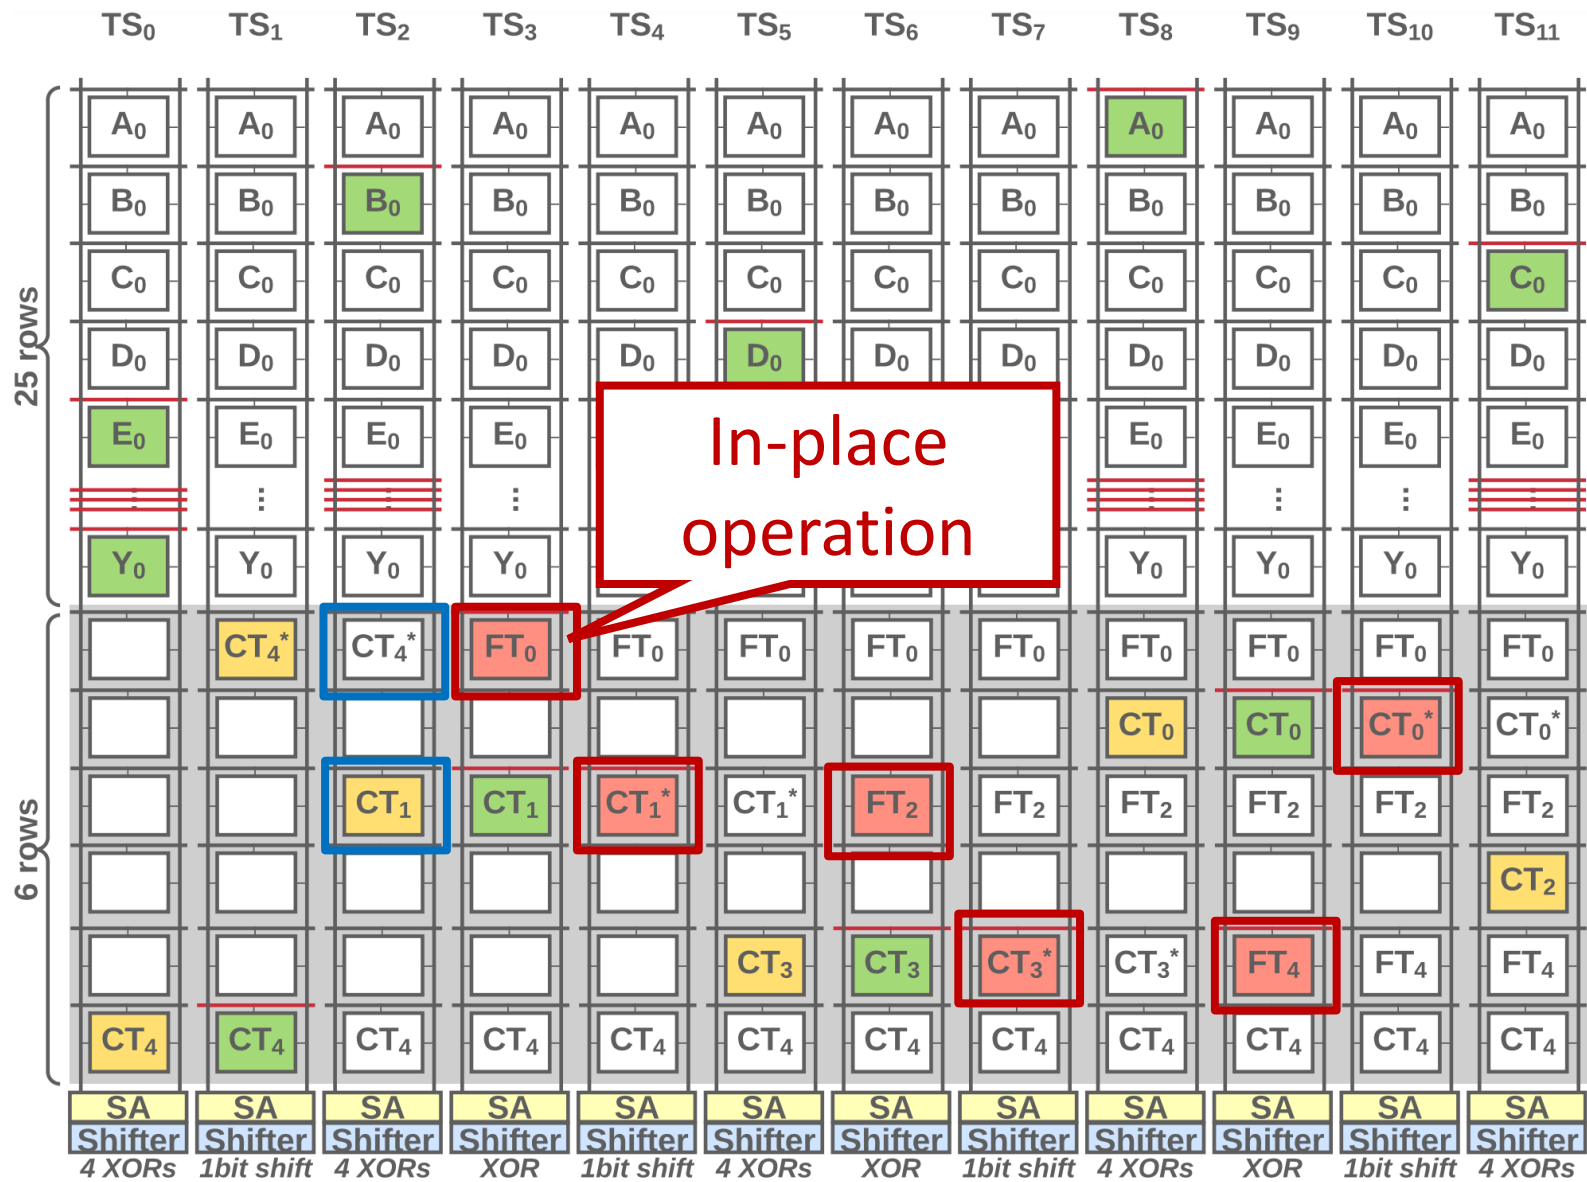 TS0 TS1 TS2 TS3 TS4 TS5 TS6 TS7 TS8 TS9 TS10 TS11
A0 A0 A0 A0 A0 A0 A0 A0 A0 A0 A0 A0
B0 B0 B0 B0 B0 B0 B0 B0 B0 B0 B0 B0
C0 C0 C0 C0 C0 C0 C0 C0 C0 C0 C0 C0
D0 D0 D0 D0 D0 D0 D0 D0 D0 D0 D0 D0
25 rows
E0 E0 E0 E0 E0 E0 E0 E0
In-place
operation
⋮ ⋮ ⋮ ⋮ ⋮ ⋮ ⋮ ⋮
Y0 Y0 Y0 Y0 Y0 Y0 Y0 Y0
CT4* CT4* FT0 FT0 FT0 FT0 FT0 FT0 FT0 FT0 FT0
CT0 CT0 CT0* CT0*
CT1 CT1 CT1* CT1* FT2 FT2 FT2 FT2 FT2 FT2
6 rows
CT2
CT3 CT3 CT3* CT3* FT4 FT4 FT4
CT4 CT4 CT4 CT4 CT4 CT4 CT4 CT4 CT4 CT4 CT4 CT4
SA SA SA SA SA SA SA SA SA SA SA SA
Shifter Shifter Shifter Shifter Shifter Shifter Shifter Shifter Shifter Shifter Shifter Shifter
4 XORs 1bit shift 4 XORs XOR 1bit shift 4 XORs XOR 1bit shift 4 XORs XOR 1bit shift 4 XORs